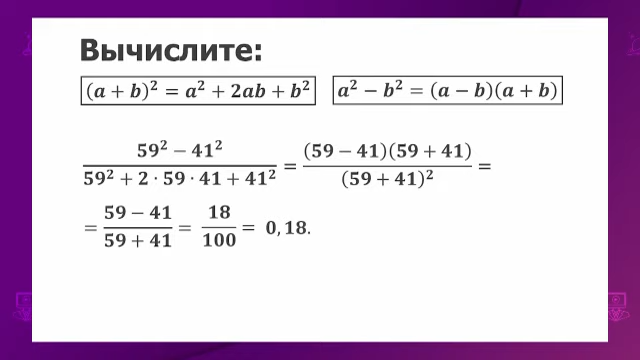 Вычислите:
(a + b)² = a² + 2ab + b² a² − b² = (a − b)(a + b)
(59² − 41²)/(59² + 2 · 59 · 41 + 41²) = ((59 − 41)(59 + 41))/((59 + 41)²) =
= (59 − 41)/(59 + 41) = 18/100 = 0,18.